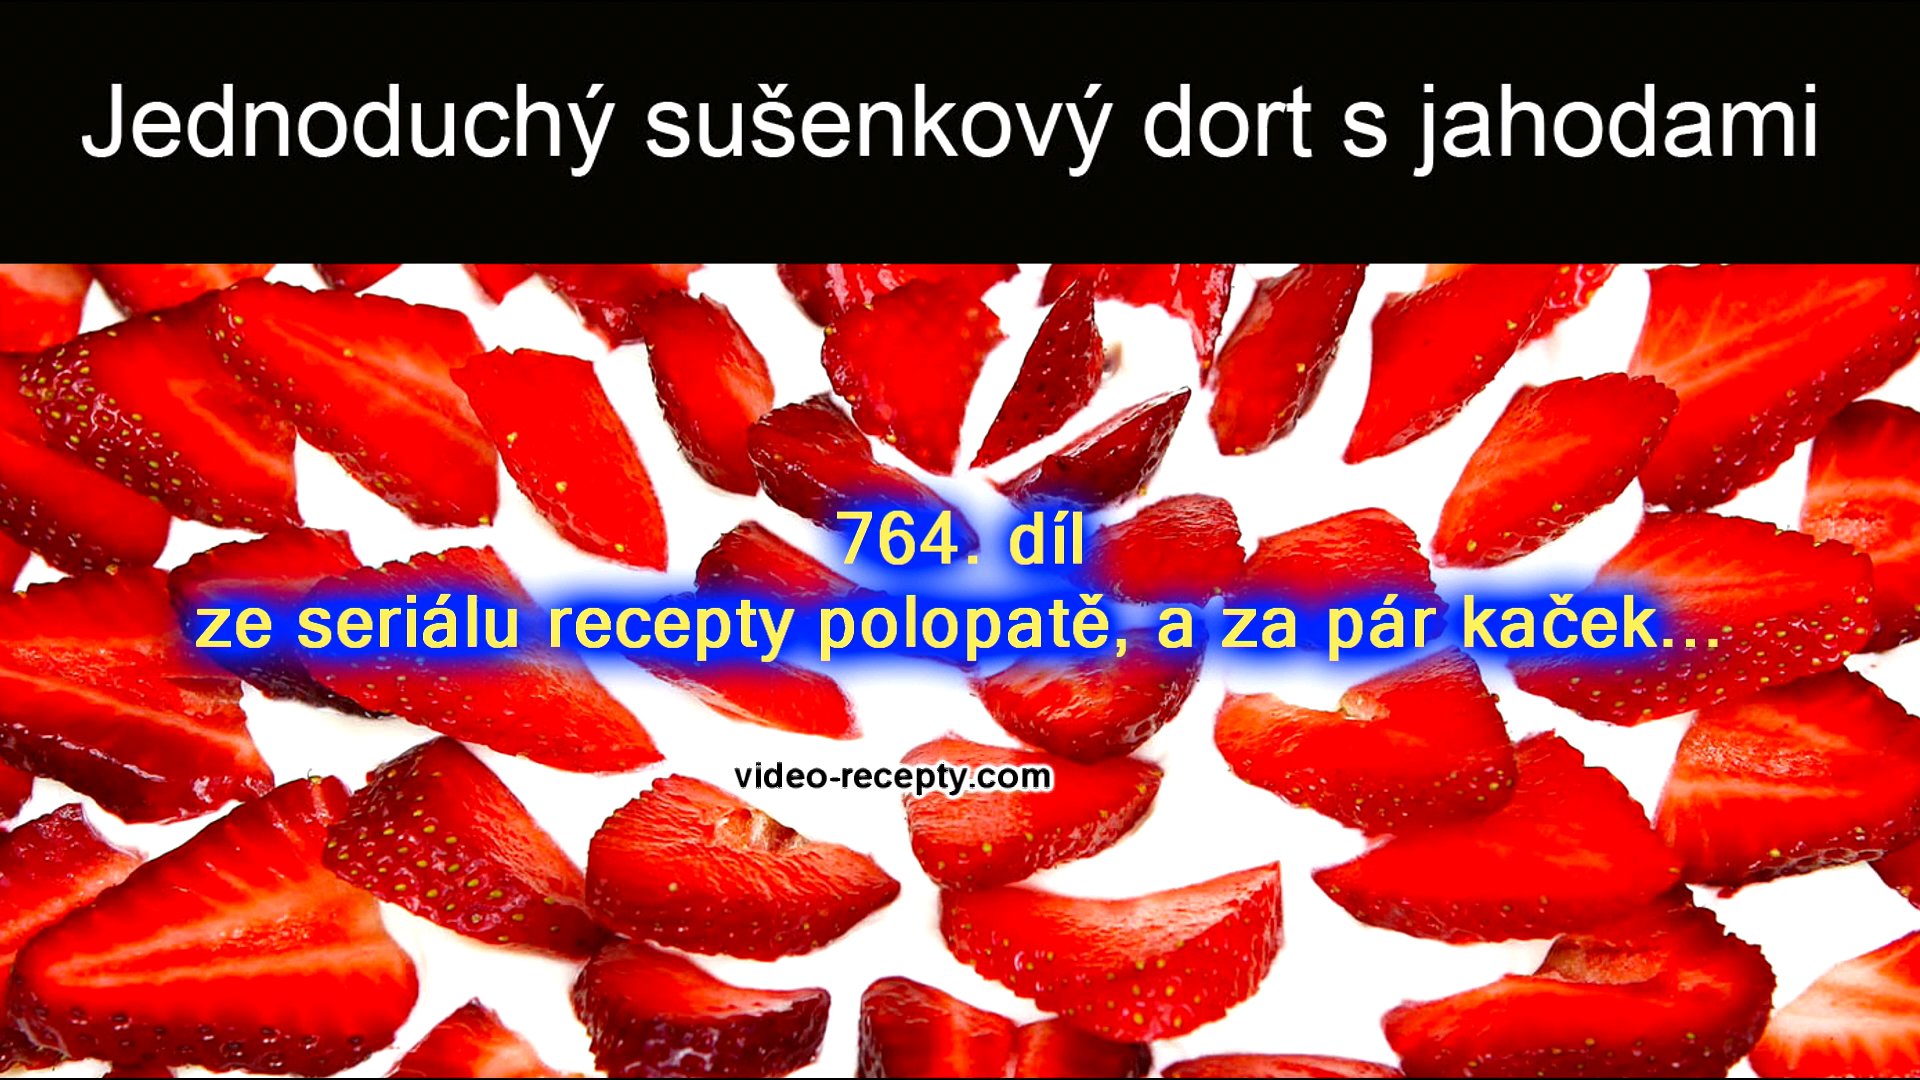 Jednoduchý sušenkový dort s jahodami
764. díl
ze seriálu recepty polopatě, a za pár kaček...
video-recepty.com